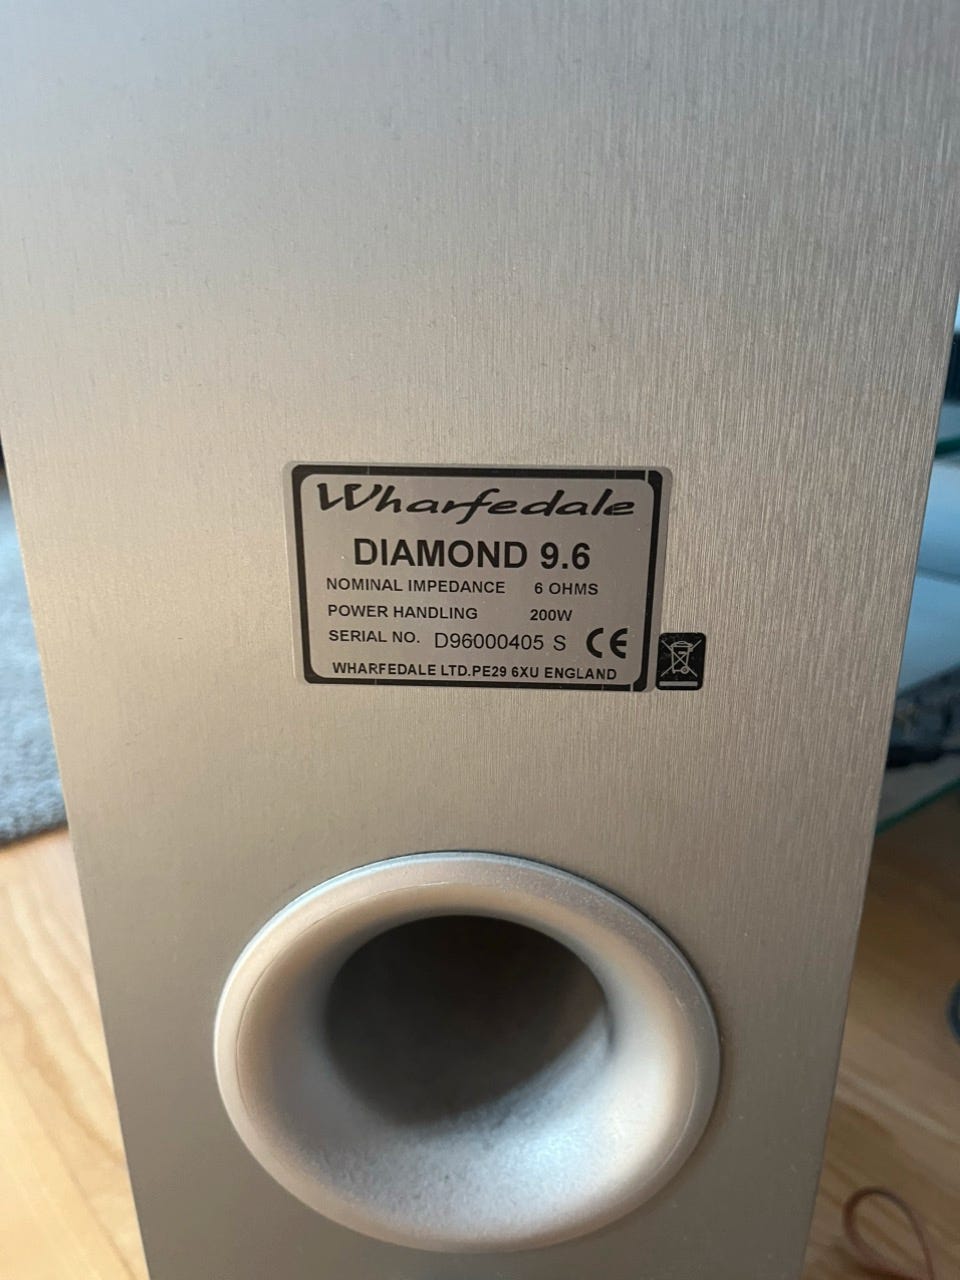 Wharfedale
DIAMOND 9.6
NOMINAL IMPEDANCE 6 OHMS
POWER HANDLING 200W
SERIAL NO. D96000405 S CE
WHARFEDALE LTD.PE29 6XU ENGLAND